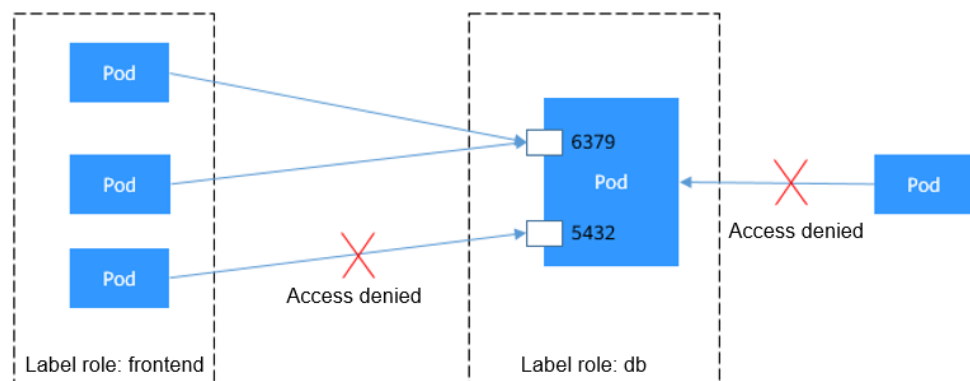 Pod
6379
Pod
Pod
Pod
5432
Access denied
Pod
Access denied
Label role: frontend
Label role: db